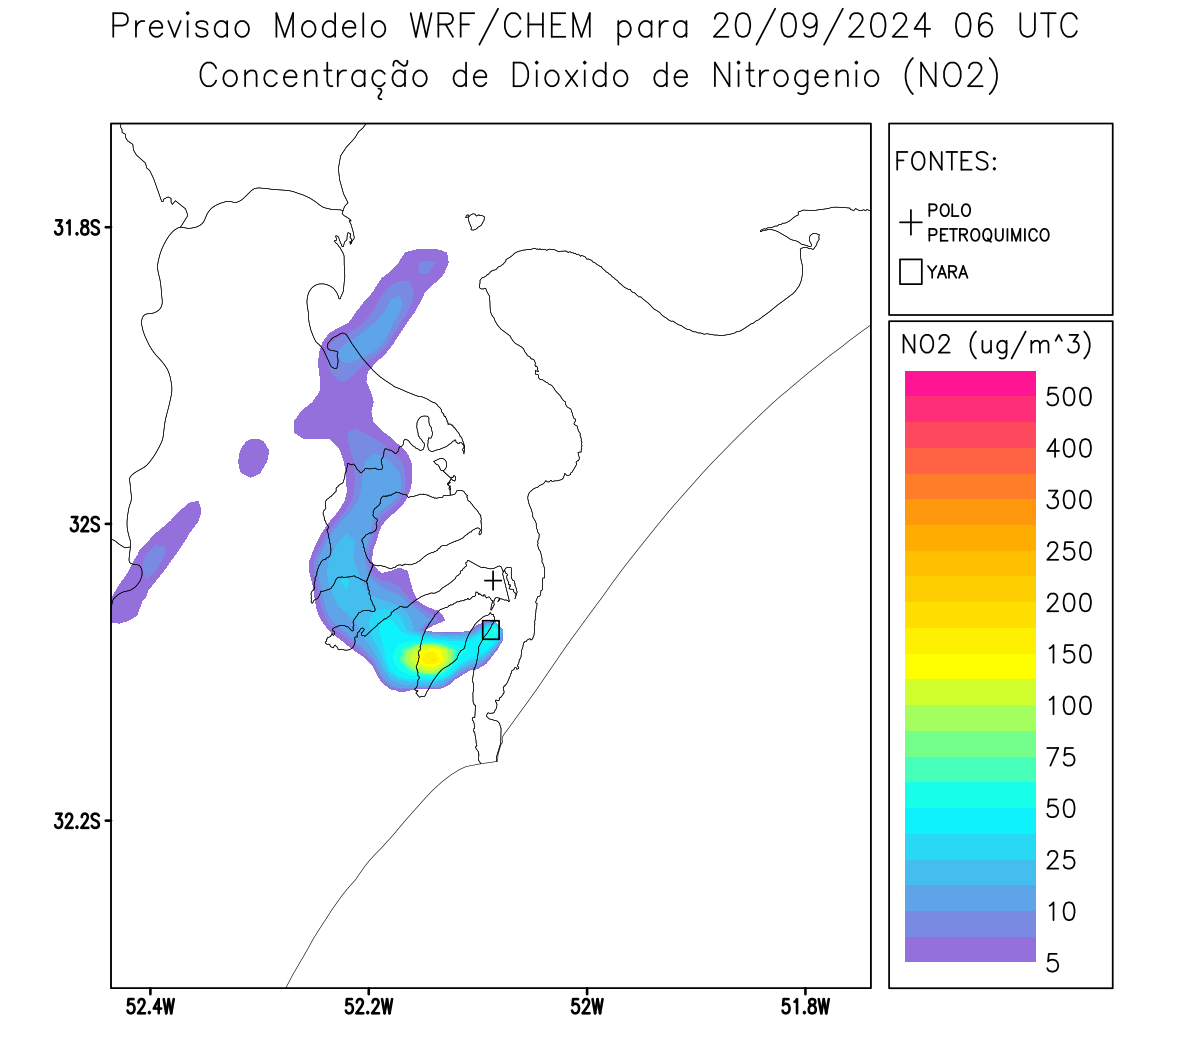 Previsao Modelo WRF/CHEM para 20/09/2024 06 UTC
Concentração de Dioxido de Nitrogenio (NO2)
FONTES:
POLO
PETROQUIMICO
YARA
31.8S
32S
32.2S
52.4W
52.2W
52W
51.8W
NO2 (ug/m^3)
500
400
300
250
200
150
100
75
50
25
10
5